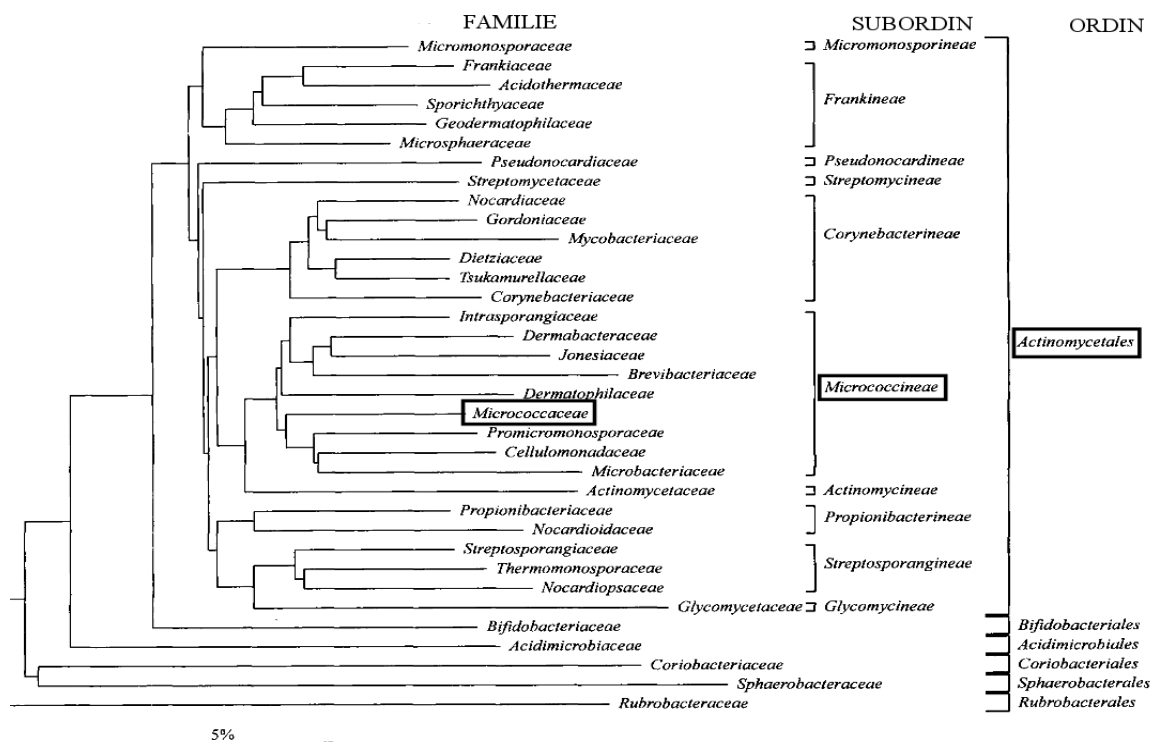 FAMILIE SUBORDIN ORDIN
Micromonosporaceae Micromonosporineae
Frankiaceae
Acidothermaceae
Sporichthyaceae Frankineae
Geodermatophilaceae
Microsphaeraceae
Pseudonocardiaceae Pseudonocardineae
Streptomycetaceae Streptomycineae
Nocardiaceae
Gordoniaceae
Mycobacteriaceae Corynebacterineae
Dietziaceae
Tsukamurellaceae
Corynebacteriaceae
Intrasporangiaceae
Dermabacteraceae
Actinomycetales
Jonesiaceae
Brevibacteriaceae
Micrococcineae
Dermatophilaceae
Micrococcaceae
Promicromonosporaceae
Cellulomonadaceae
Microbacteriaceae
Actinomycetaceae Actinomycineae
Propionibacteriaceae Propionibacterineae
Nocardioidaceae
Streptosporangiaceae
Streptosporangineae
Thermomonosporaceae
Nocardiopsaceae
Glycomycetaceae Glycomycineae
Bifidobacteriaceae Bifidobacteriales
Acidimicrobiaceae Acidimicrobiales
Coriobacteriaceae Coriobacteriales
Sphaerobacteraceae Sphaerobacterales
Rubrobacteraceae Rubrobacterales
5%